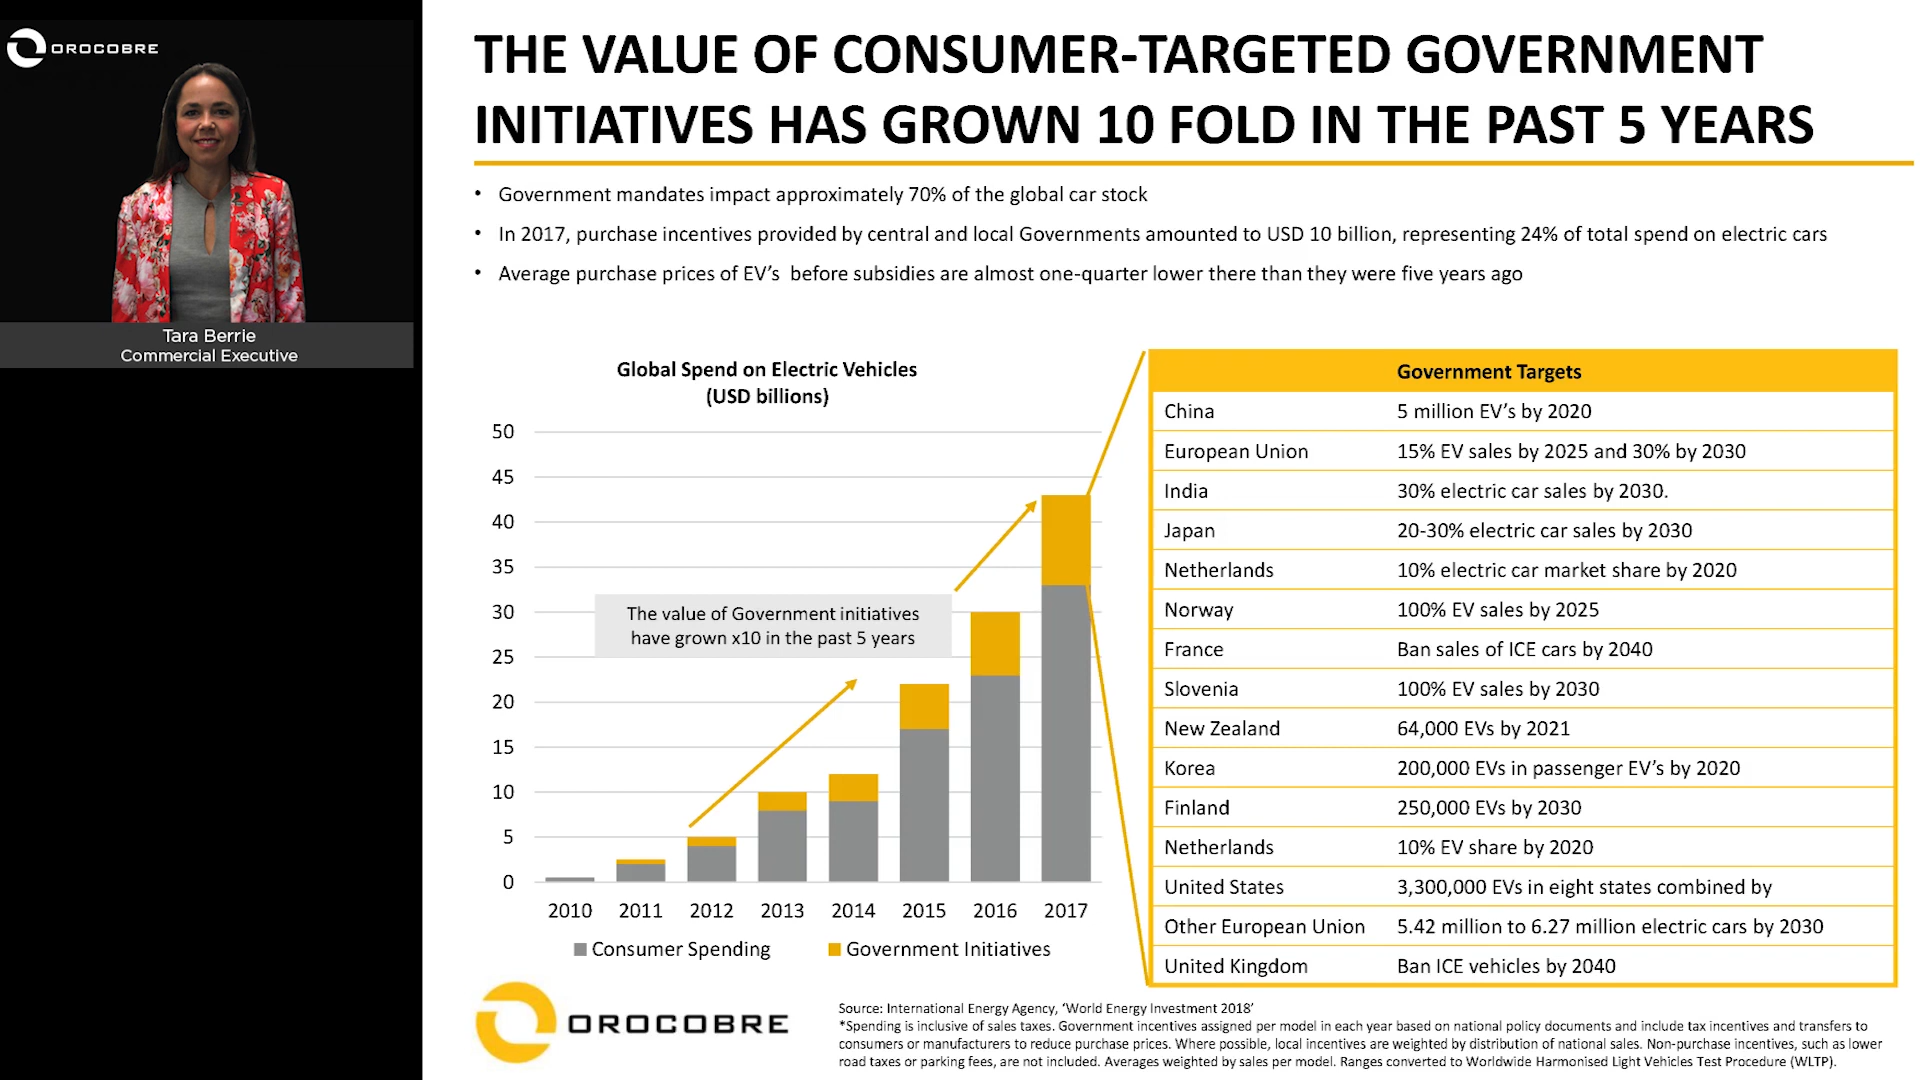 OROCOBRE
Tara Berrie
Commercial Executive
THE VALUE OF CONSUMER-TARGETED GOVERNMENT
INITIATIVES HAS GROWN 10 FOLD IN THE PAST 5 YEARS
• Government mandates impact approximately 70% of the global car stock
• In 2017, purchase incentives provided by central and local Governments amounted to USD 10 billion, representing 24% of total spend on electric cars
• Average purchase prices of EV’s  before subsidies are almost one-quarter lower there than they were five years ago
Global Spend on Electric Vehicles
(USD billions)
50
45
40
35
30
25
20
15
10
5
0
The value of Government initiatives
have grown x10 in the past 5 years
2010 2011 2012 2013 2014 2015 2016 2017
Consumer Spending Government Initiatives
Government Targets
China 5 million EV’s by 2020
European Union 15% EV sales by 2025 and 30% by 2030
India 30% electric car sales by 2030.
Japan 20-30% electric car sales by 2030
Netherlands 10% electric car market share by 2020
Norway 100% EV sales by 2025
France Ban sales of ICE cars by 2040
Slovenia 100% EV sales by 2030
New Zealand 64,000 EVs by 2021
Korea 200,000 EVs in passenger EV’s by 2020
Finland 250,000 EVs by 2030
Netherlands 10% EV share by 2020
United States 3,300,000 EVs in eight states combined by
Other European Union 5.42 million to 6.27 million electric cars by 2030
United Kingdom Ban ICE vehicles by 2040
OROCOBRE
Source: International Energy Agency, ‘World Energy Investment 2018’
*Spending is inclusive of sales taxes. Government incentives assigned per model in each year based on national policy documents and include tax incentives and transfers to
consumers or manufacturers to reduce purchase prices. Where possible, local incentives are weighted by distribution of national sales. Non-purchase incentives, such as lower
road taxes or parking fees, are not included. Averages weighted by sales per model. Ranges converted to Worldwide Harmonised Light Vehicles Test Procedure (WLTP).